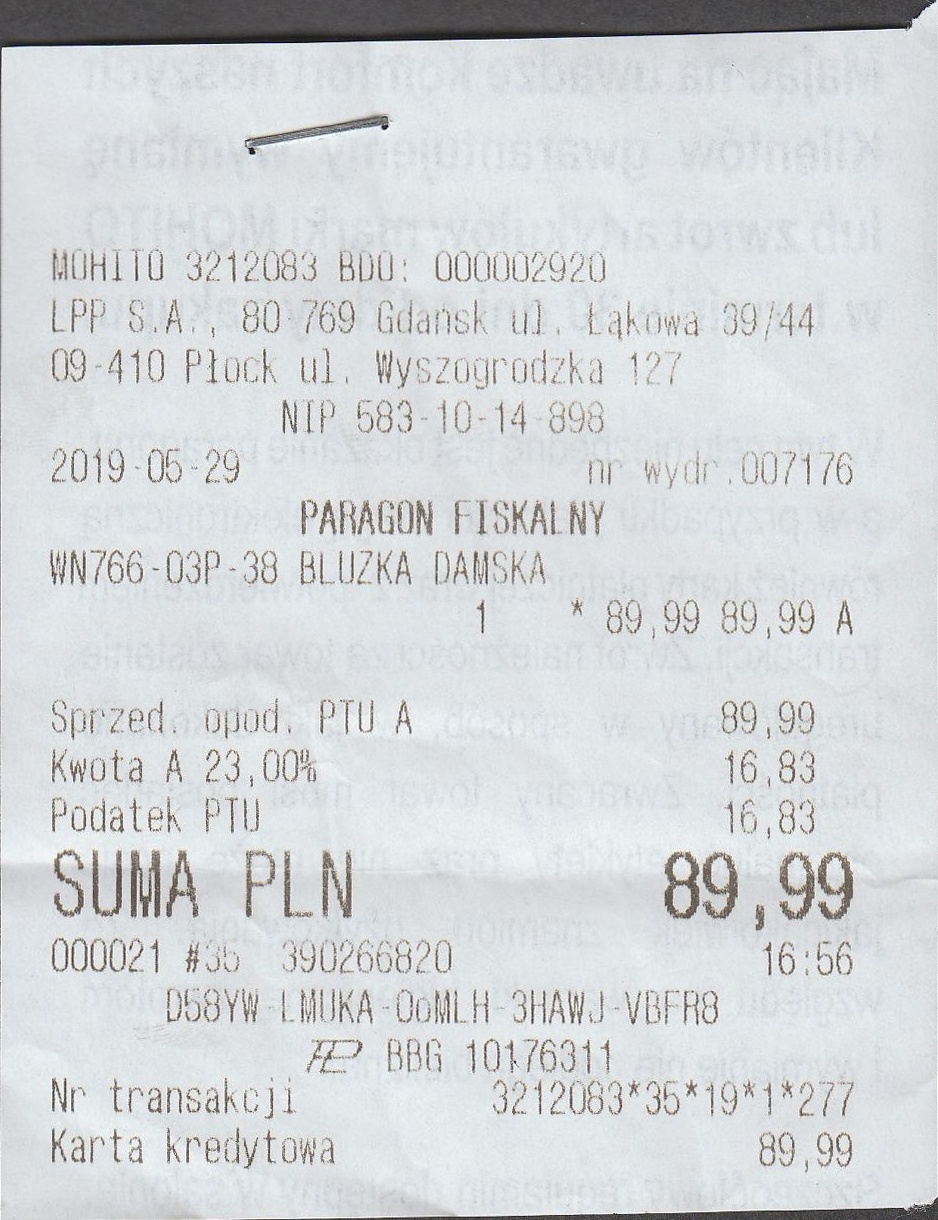 MOHITO 3212083 BDO: 000002920
LPP S.A., 80-769 Gdańsk ul. Łąkowa 39/44
09-410 Płock ul. Wyszogrodzka 127
NIP 583-10-14-898
2019-05-29 nr wydr.007176
PARAGON FISKALNY
WN766-03P-38 BLUZKA DAMSKA
1 * 89,99 89,99 A
Sprzed. opod. PTU A 89,99
Kwota A 23,00% 16,83
Podatek PTU 16,83
SUMA PLN 89,99
000021 #35 390266820 16:56
D58YW-LMUKA-OoMLH-3HAWJ-VBFR8
BBG 10176311
Nr transakcji 3212083*35*19*1*277
Karta kredytowa 89,99